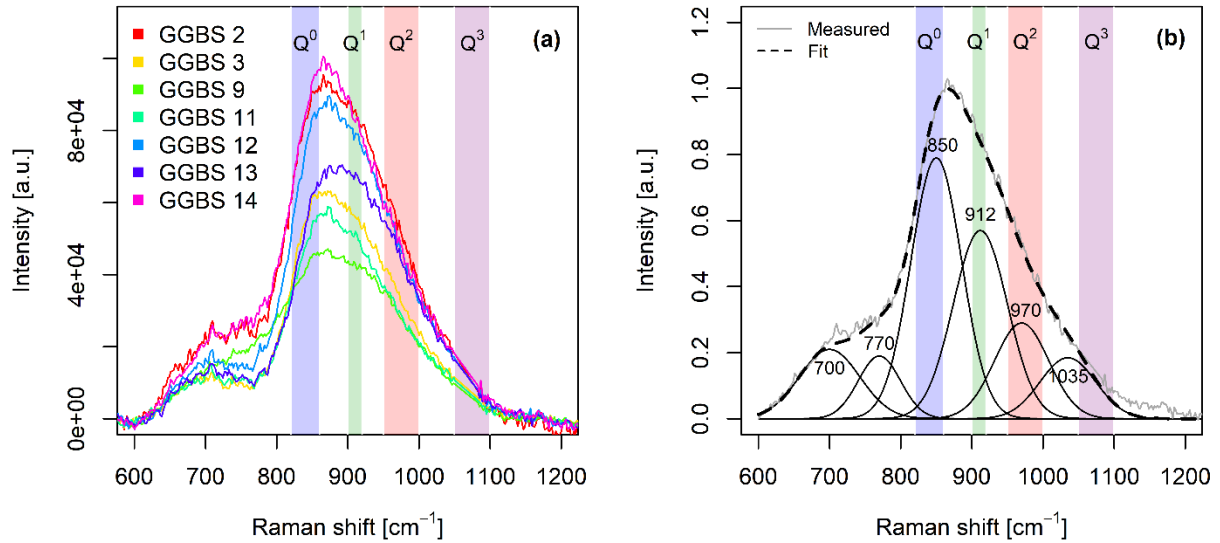 Q⁰ Q¹ Q² Q³ (a)
GGBS 2
GGBS 3
GGBS 9
GGBS 11
GGBS 12
GGBS 13
GGBS 14
Intensity [a.u.]
8e+04
4e+04
0e+00
600 700 800 900 1000 1100 1200
Raman shift [cm⁻¹]
Measured
Fit
Q⁰ Q¹ Q² Q³ (b)
Intensity [a.u.]
1.2
1.0
0.8
0.6
0.4
0.2
0.0
850
912
970
770
700
1035
600 700 800 900 1000 1100 1200
Raman shift [cm⁻¹]